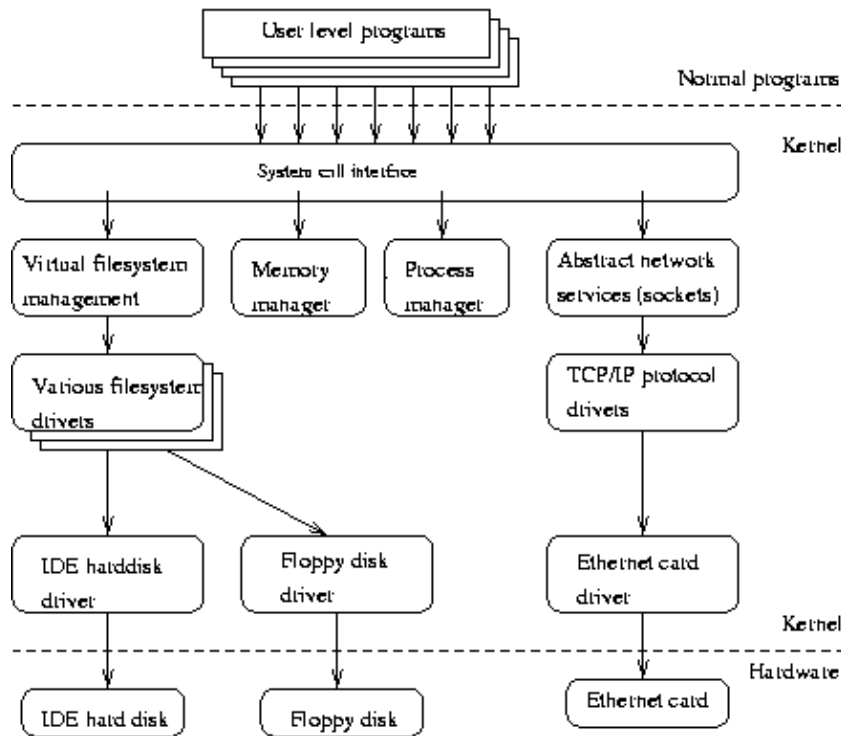 User level programs
Normal programs
Kernel
System call interface
Virtual filesystem
management
Memory
manager
Process
manager
Abstract network
services (sockets)
Various filesystem
drivers
TCP/IP protocol
drivers
IDE harddisk
driver
Floppy disk
driver
Ethernet card
driver
Kernel
Hardware
IDE hard disk
Floppy disk
Ethernet card